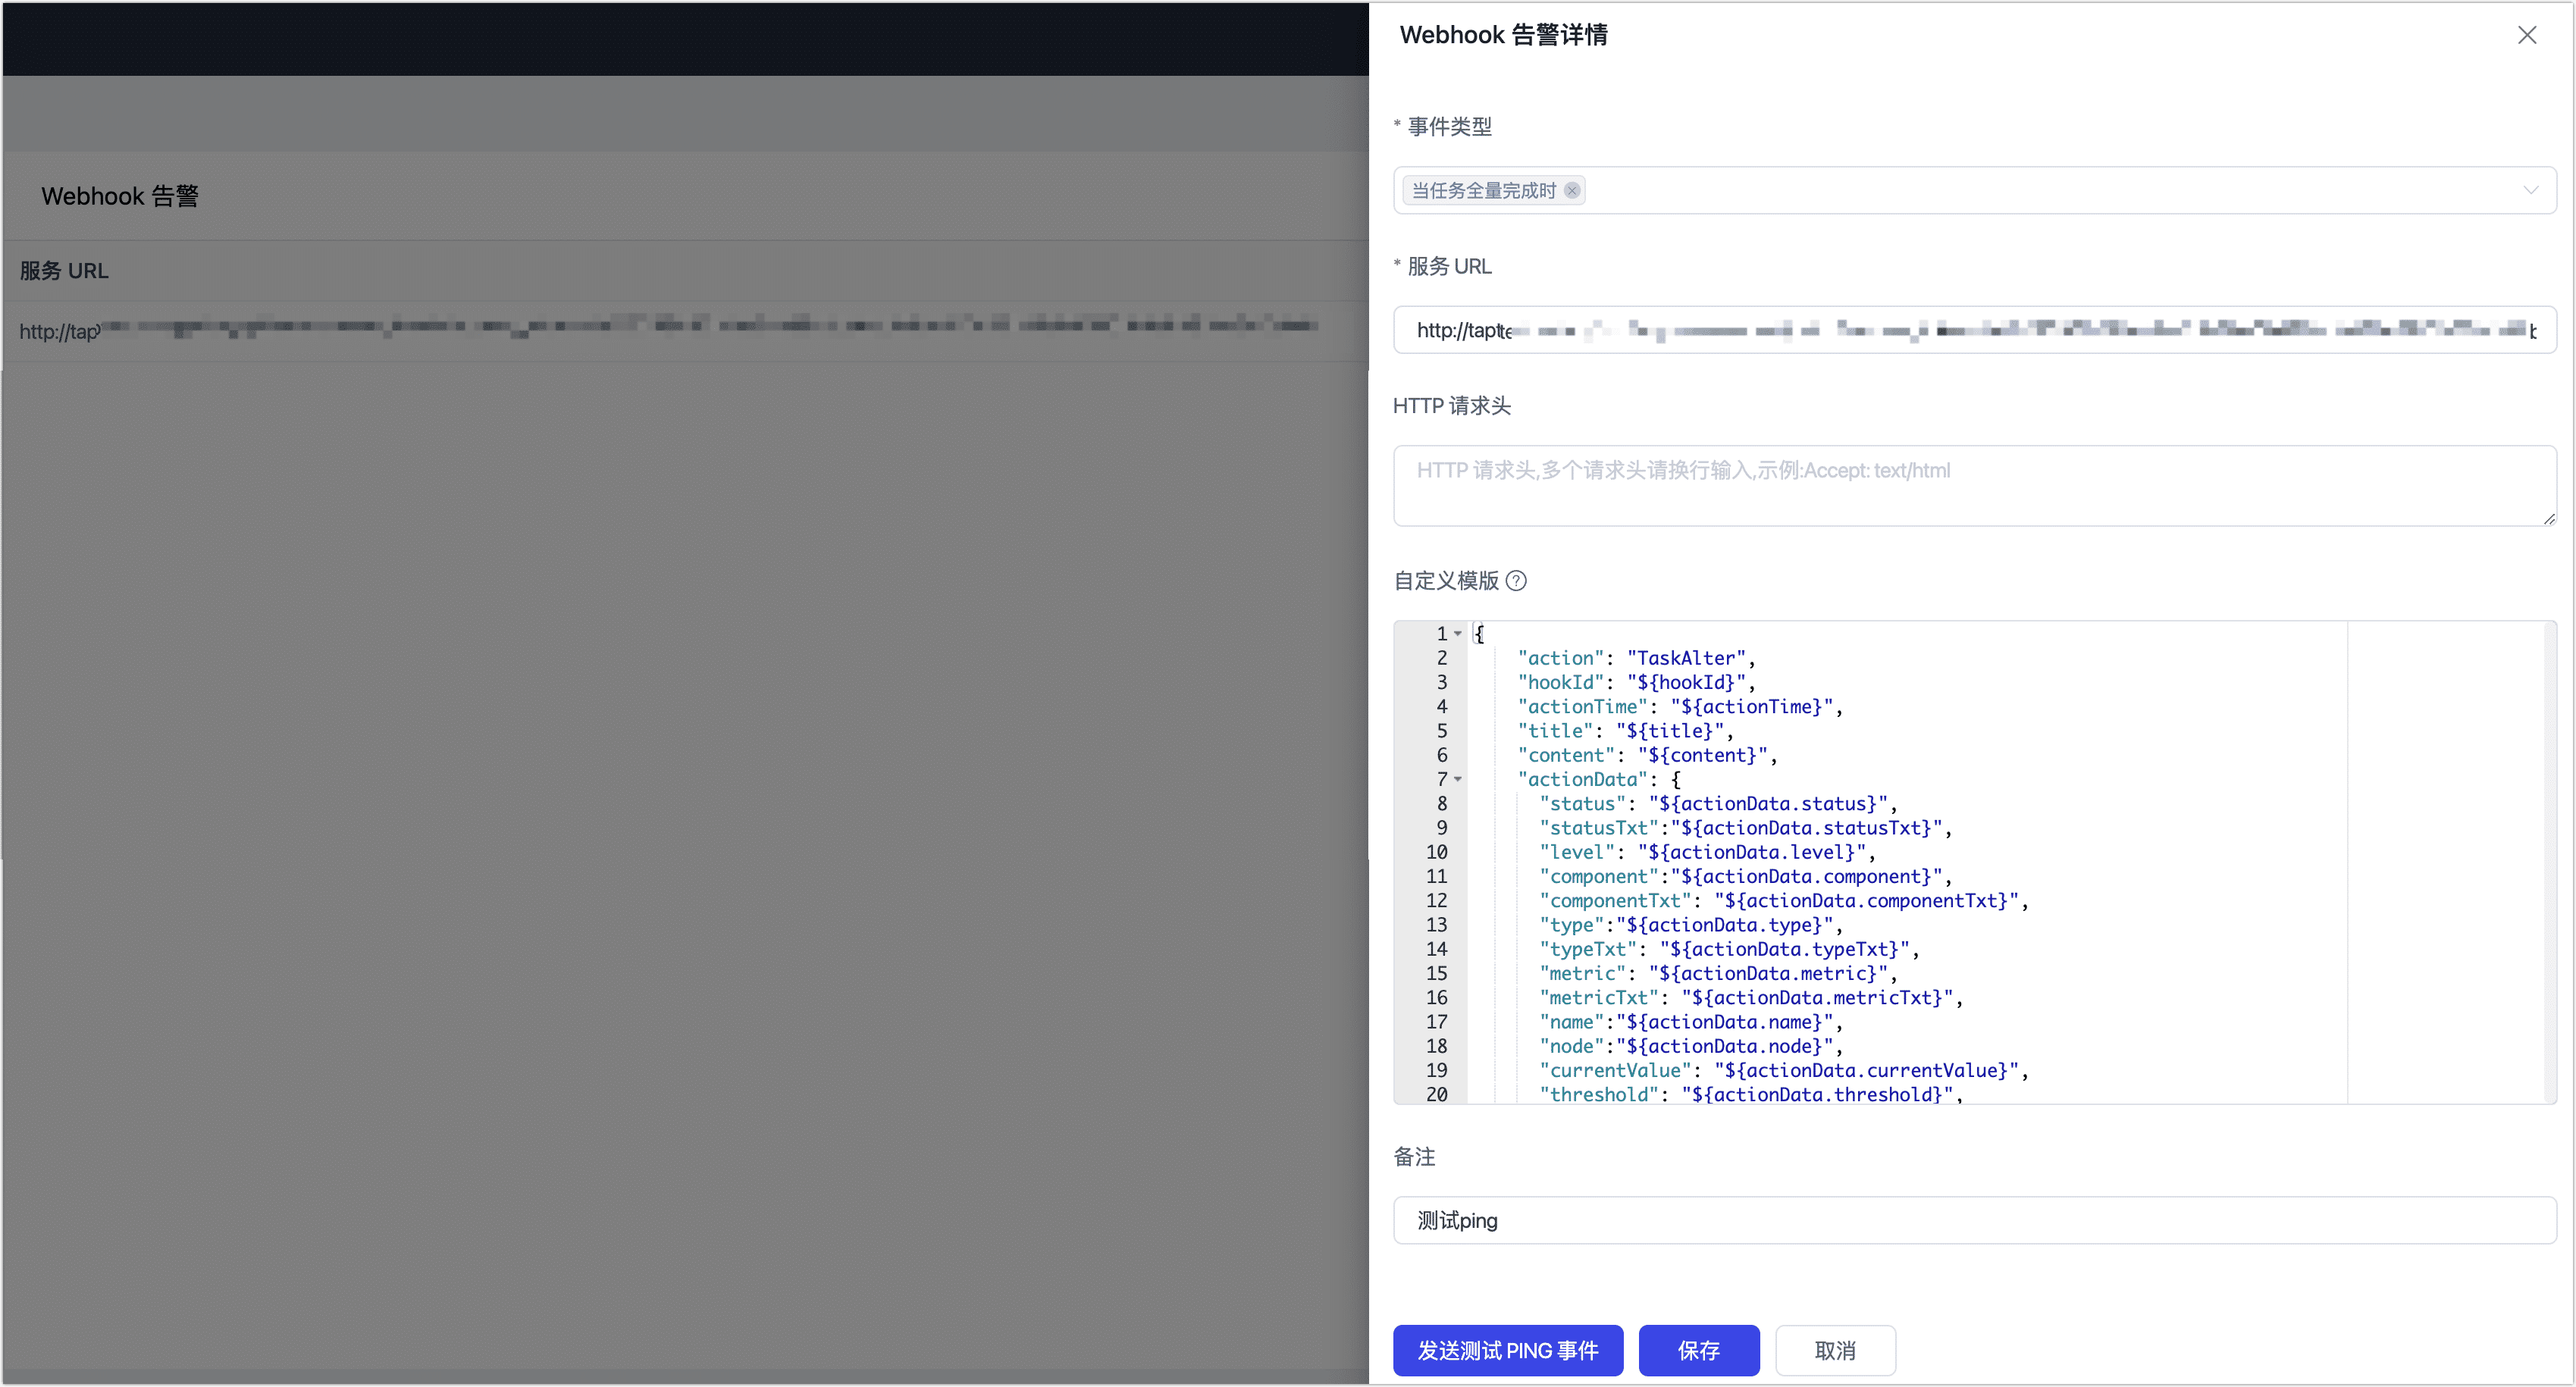 Webhook 告警
服务 URL
http://tap
Webhook 告警详情
* 事件类型
当任务全量完成时
* 服务 URL
http://tapt
HTTP 请求头
HTTP 请求头,多个请求头请换行输入,示例:Accept: text/html
自定义模版 ?
1 {
2 "action": "TaskAlter",
3 "hookId": "${hookId}",
4 "actionTime": "${actionTime}",
5 "title": "${title}",
6 "content": "${content}",
7 "actionData": {
8 "status": "${actionData.status}",
9 "statusTxt":"${actionData.statusTxt}",
10 "level": "${actionData.level}",
11 "component":"${actionData.component}",
12 "componentTxt": "${actionData.componentTxt}",
13 "type":"${actionData.type}",
14 "typeTxt": "${actionData.typeTxt}",
15 "metric": "${actionData.metric}",
16 "metricTxt": "${actionData.metricTxt}",
17 "name":"${actionData.name}",
18 "node":"${actionData.node}",
19 "currentValue": "${actionData.currentValue}",
20 "threshold": "${actionData.threshold}",
备注
测试ping
发送测试 PING 事件
保存
取消